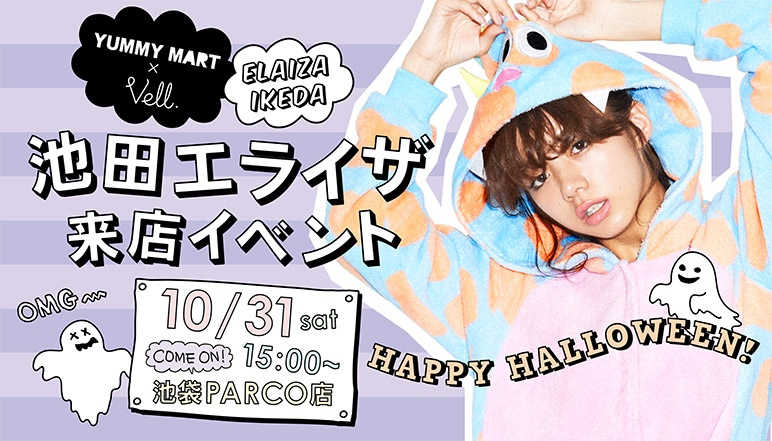 YUMMY MART
×
Vell.
ELAIZA
IKEDA
池田エライザ
来店イベント
OMG
10/31 sat
COME ON! 15:00~
池袋PARCO店
HAPPY HALLOWEEN!